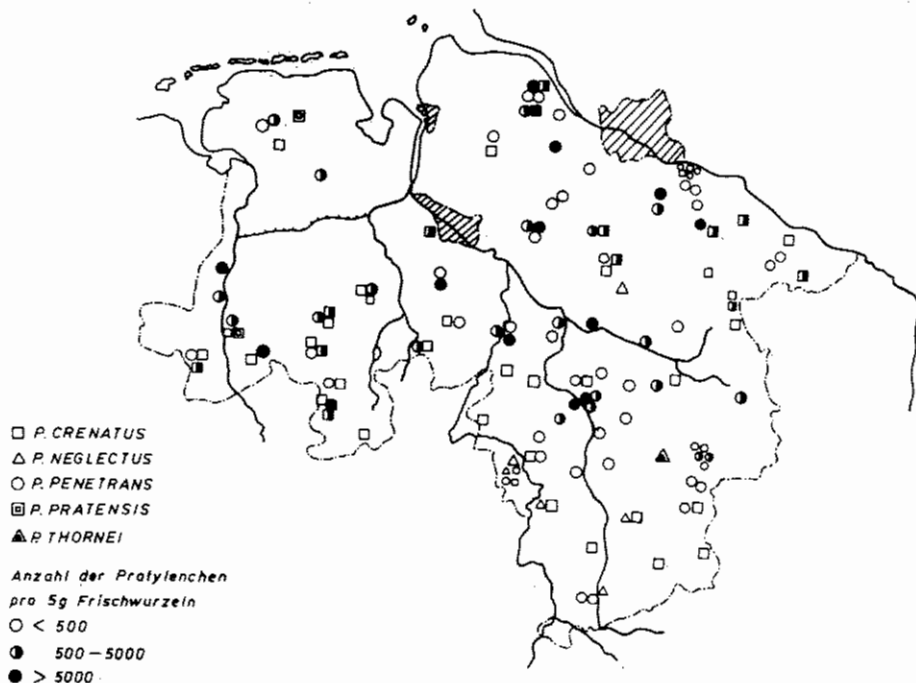 P. CRENATUS
P. NEGLECTUS
P. PENETRANS
P. PRATENSIS
P. THORNEI
Anzahl der Pratylenchen
pro 5g Frischwurzeln
< 500
500-5000
> 5000